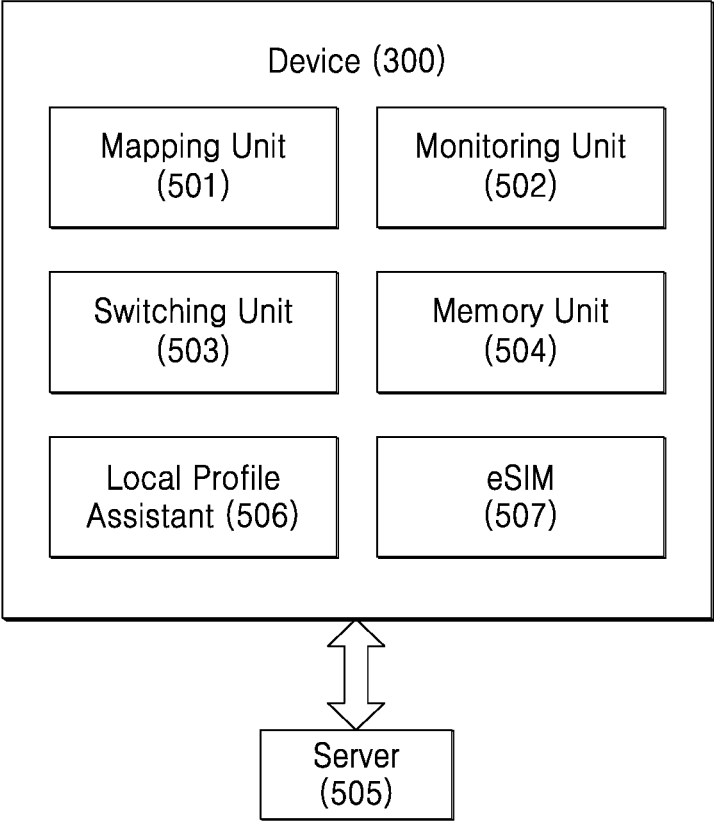 Device (300)
Mapping Unit
(501)
Monitoring Unit
(502)
Switching Unit
(503)
Memory Unit
(504)
Local Profile
Assistant (506)
eSIM
(507)
Server
(505)